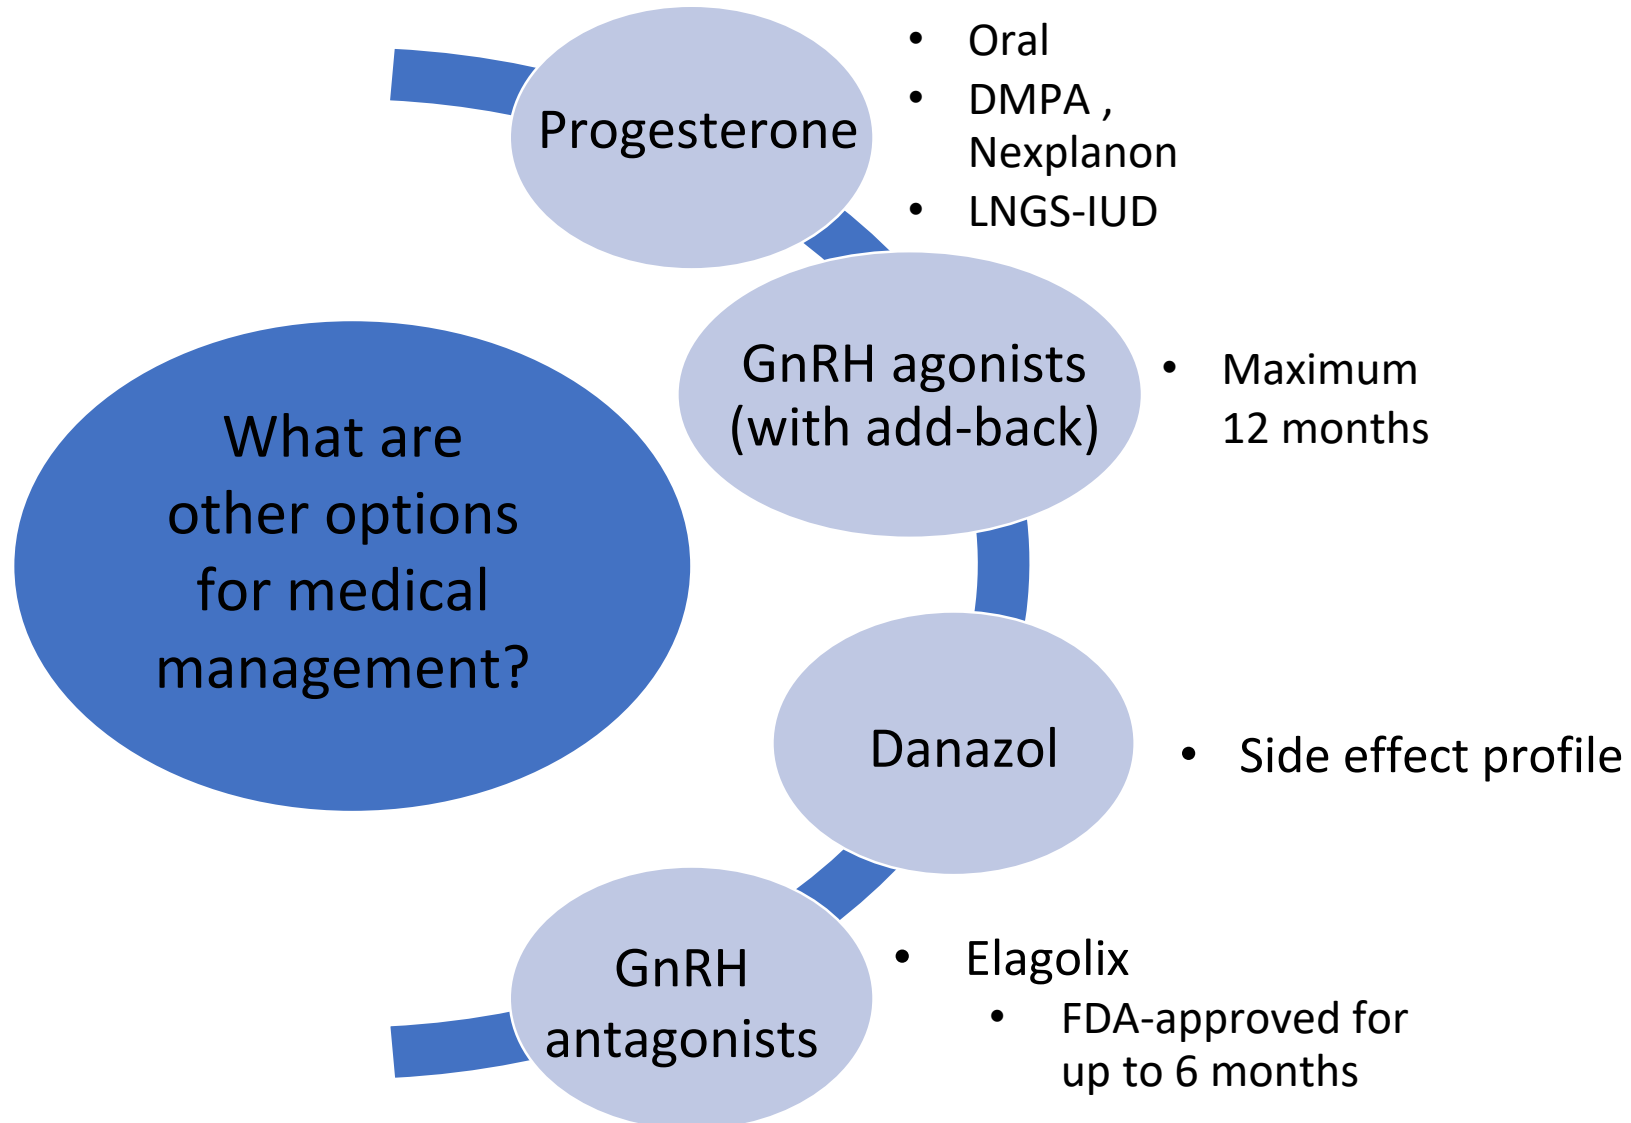 What are
other options
for medical
management?
Progesterone
• Oral
• DMPA ,
Nexplanon
• LNGS-IUD
GnRH agonists
(with add-back)
• Maximum
12 months
Danazol
• Side effect profile
GnRH
antagonists
• Elagolix
• FDA-approved for
up to 6 months